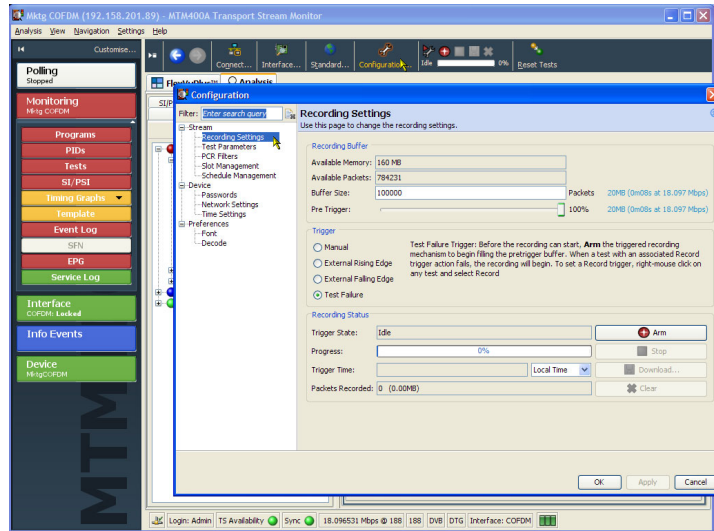 Mktg COFDM (192.158.201.89) - MTM400A Transport Stream Monitor
Analysis View Navigation Settings Help
Customise...
Polling
Stopped
Monitoring
Mktg COFDM
Programs
PIDs
Tests
SI/PSI
Timing Graphs
Template
Event Log
SFN
EPG
Service Log
Interface
COFDM: Locked
Info Events
Device
MktgCOFDM
MTM
Connect... Interface... Standard... Configuration... Idle 0% Reset Tests
FlexVuPlus™ Analysis
Configuration
Filter: Enter search query
Stream
Recording Settings
Test Parameters
PCR Filters
Slot Management
Schedule Management
Device
Passwords
Network Settings
Time Settings
Preferences
Font
Decode
Recording Settings
Use this page to change the recording settings.
Recording Buffer
Available Memory: 160 MB
Available Packets: 784231
Buffer Size: 100000 Packets 20MB (0m08s at 18.097 Mbps)
Pre Trigger: 100% 20MB (0m08s at 18.097 Mbps)
Trigger
Manual
External Rising Edge
External Falling Edge
Test Failure
Test Failure Trigger: Before the recording can start, Arm the triggered recording
mechanism to begin filling the pretrigger buffer. When a test with an associated Record
trigger action fails, the recording will begin. To set a Record trigger, right-mouse click on
any test and select Record
Recording Status
Trigger State: Idle Arm
Progress: 0% Stop
Trigger Time: Local Time Download...
Packets Recorded: 0 (0.00MB) Clear
OK Apply Cancel
Login: Admin TS Availability Sync 18.096531 Mbps @ 188 188 DVB DTG Interface: COFDM